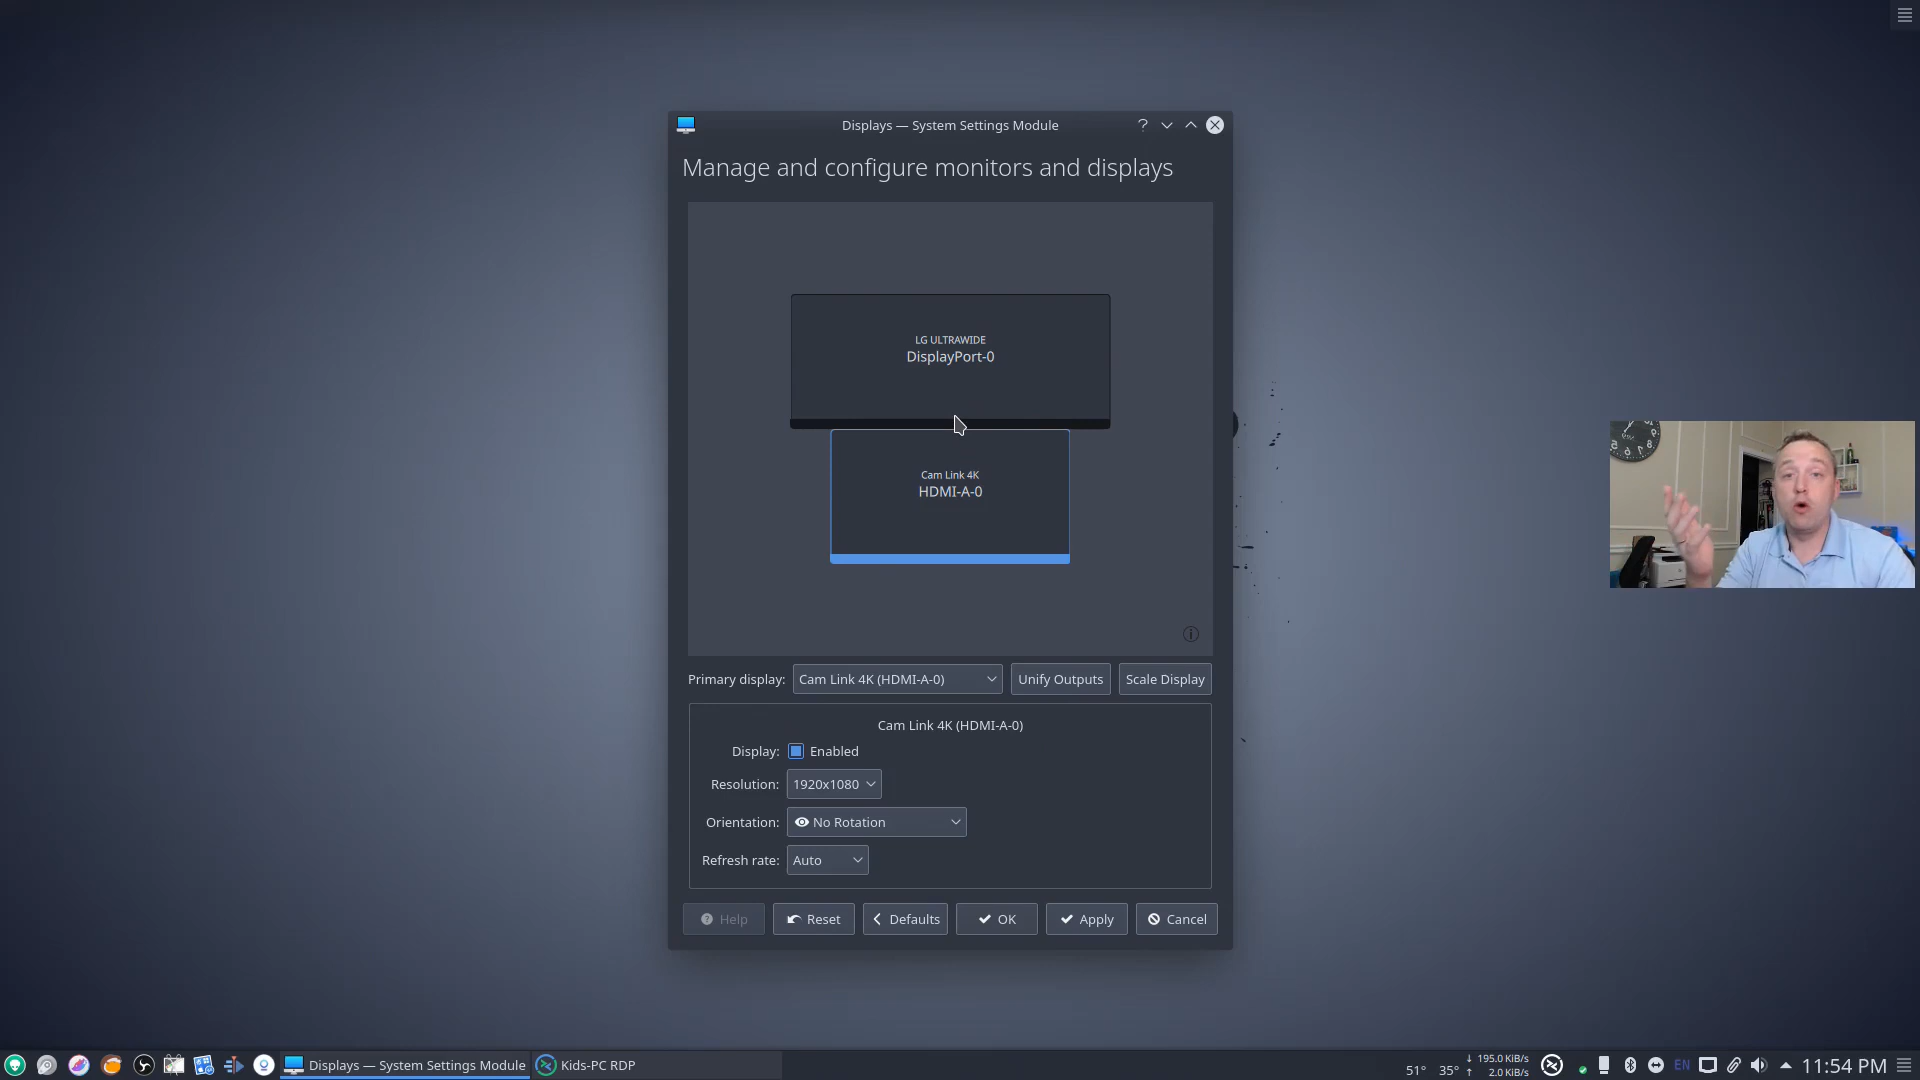 Displays — System Settings Module
Manage and configure monitors and displays
LG ULTRAWIDE
DisplayPort-0
Cam Link 4K
HDMI-A-0
Primary display: Cam Link 4K (HDMI-A-0) Unify Outputs Scale Display
Cam Link 4K (HDMI-A-0)
Display: Enabled
Resolution: 1920x1080
Orientation: No Rotation
Refresh rate: Auto
Help Reset Defaults OK Apply Cancel
Displays — System Settings Module Kids-PC RDP
51° 35° ↓ 195.0 KiB/s
↑ 2.0 KiB/s
EN
11:54 PM